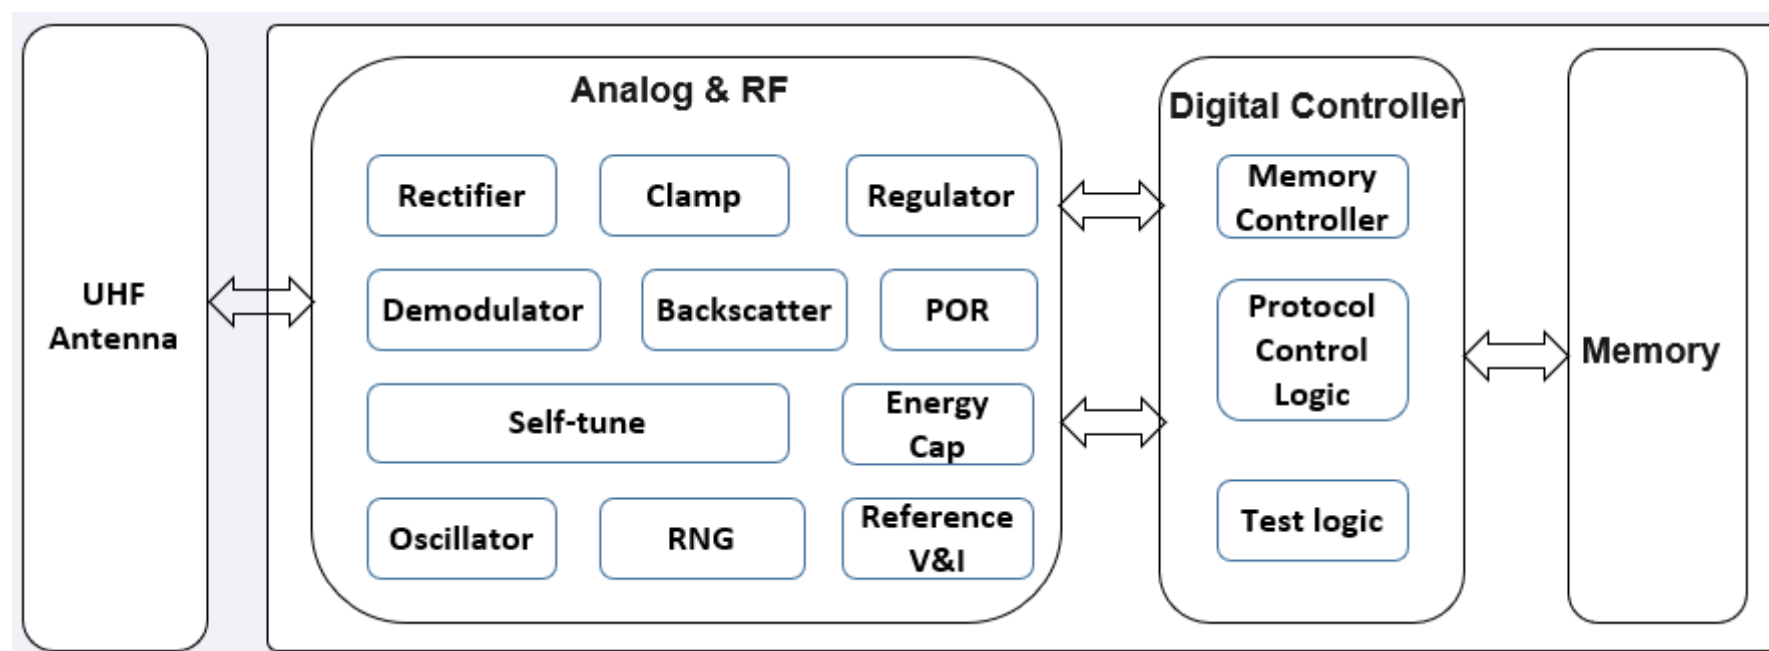 UHF
Antenna
Analog & RF
Rectifier
Clamp
Regulator
Demodulator
Backscatter
POR
Self-tune
Energy
Cap
Oscillator
RNG
Reference
V&I
Digital Controller
Memory
Controller
Protocol
Control
Logic
Test logic
Memory